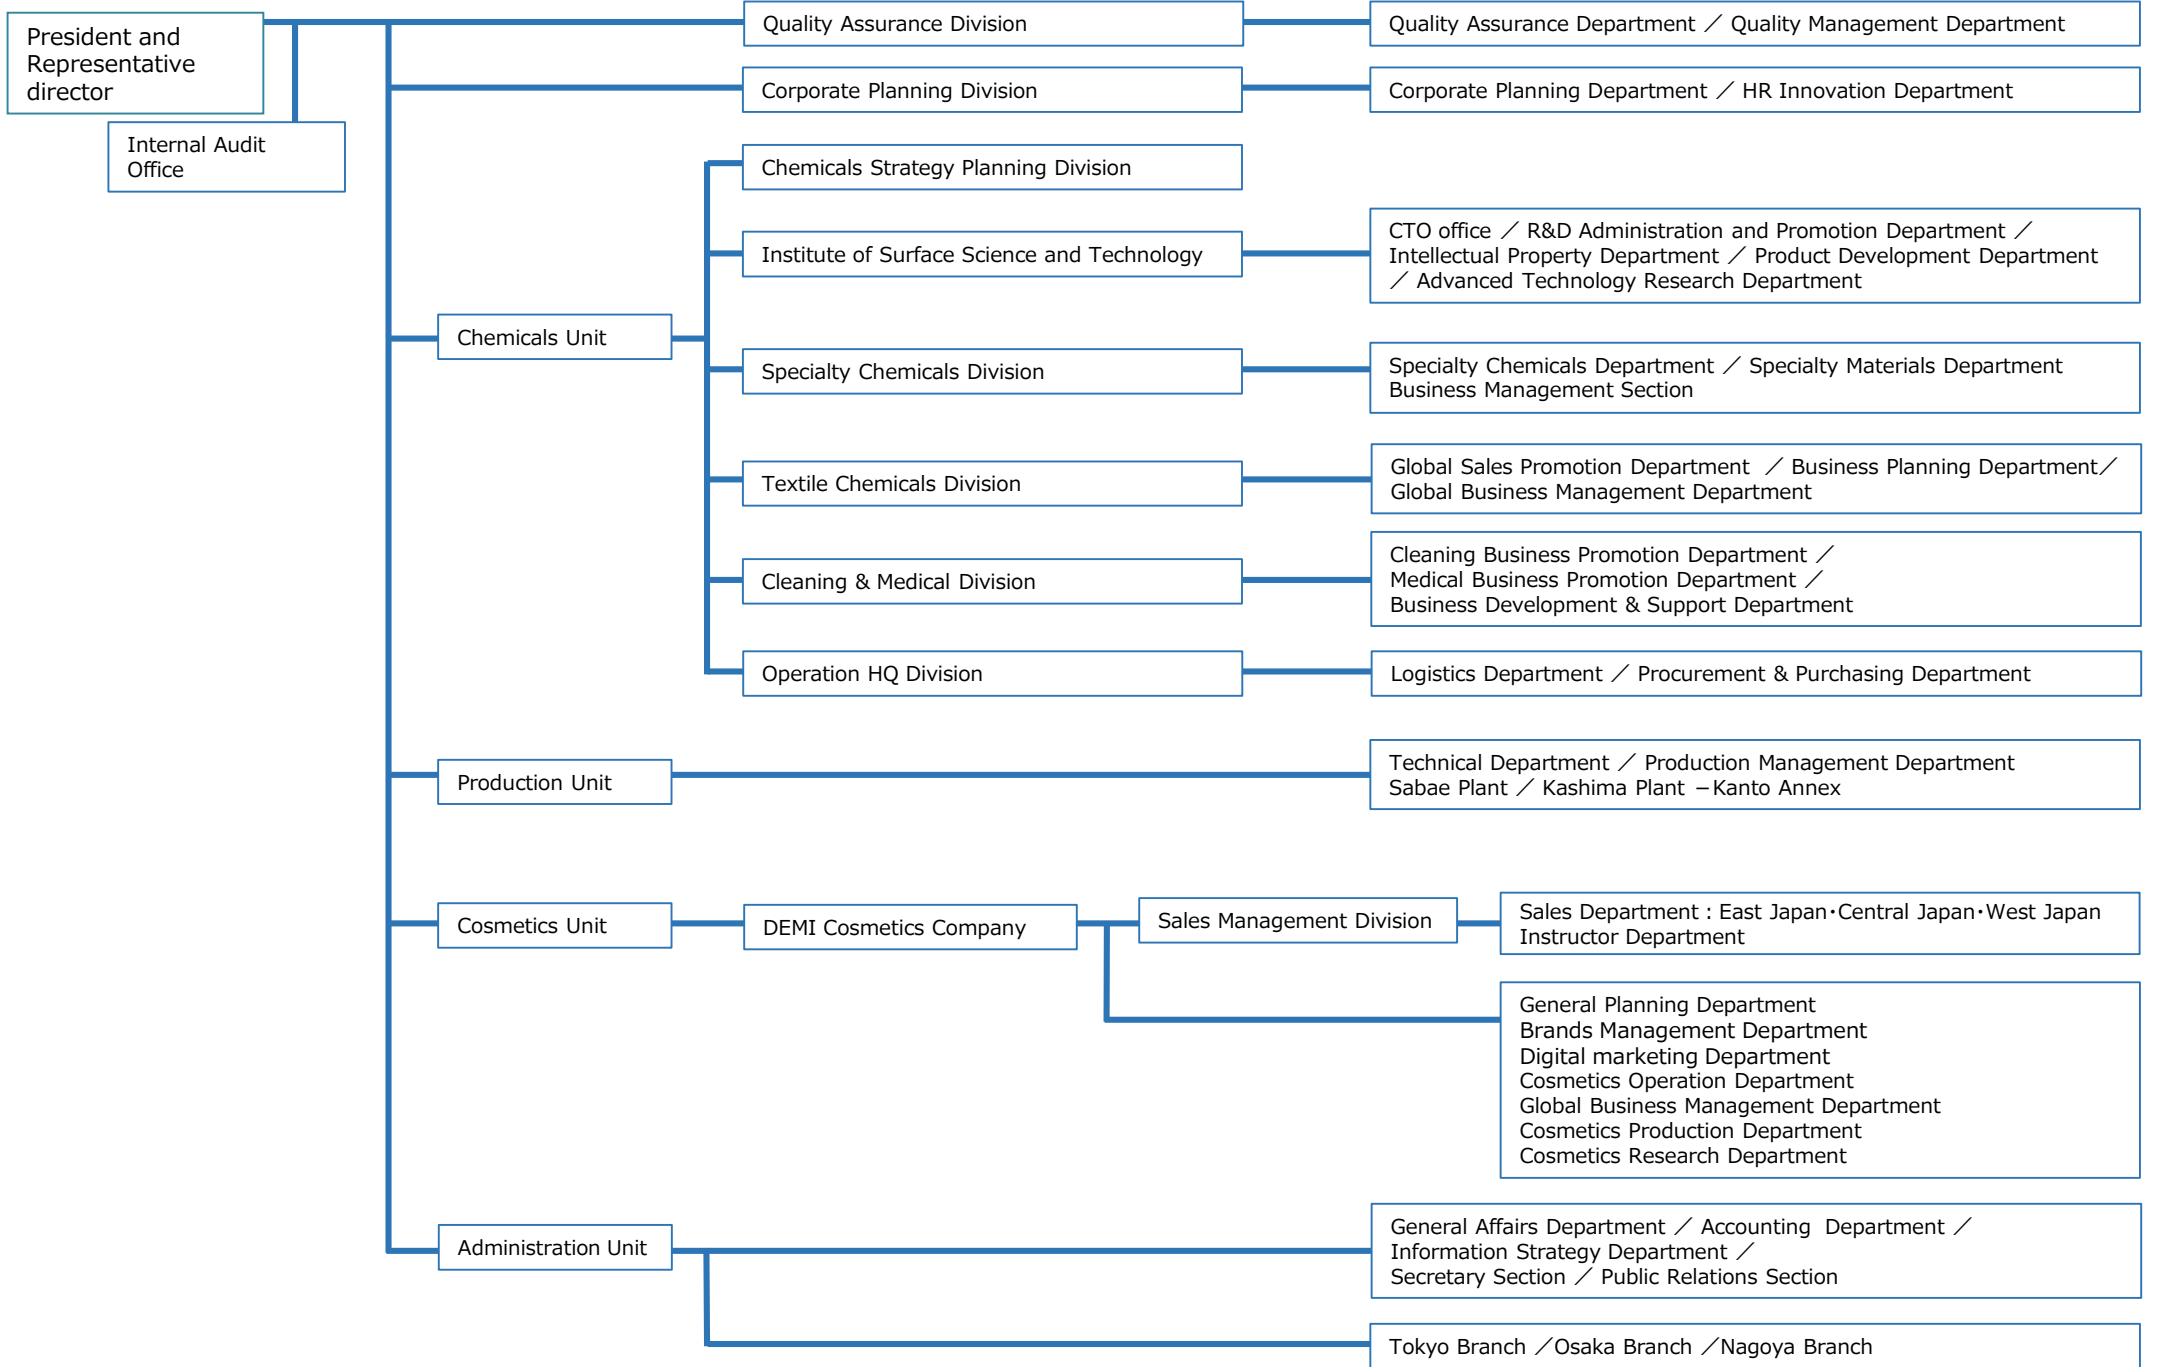 President and
Representative
director
Internal Audit
Office
Quality Assurance Division
Quality Assurance Department ／ Quality Management Department
Corporate Planning Division
Corporate Planning Department ／ HR Innovation Department
Chemicals Unit
Chemicals Strategy Planning Division
Institute of Surface Science and Technology
CTO office ／ R&D Administration and Promotion Department ／
Intellectual Property Department ／ Product Development Department
／ Advanced Technology Research Department
Specialty Chemicals Division
Specialty Chemicals Department ／ Specialty Materials Department
Business Management Section
Textile Chemicals Division
Global Sales Promotion Department ／ Business Planning Department／
Global Business Management Department
Cleaning & Medical Division
Cleaning Business Promotion Department ／
Medical Business Promotion Department ／
Business Development & Support Department
Operation HQ Division
Logistics Department ／ Procurement & Purchasing Department
Production Unit
Technical Department ／ Production Management Department
Sabae Plant ／ Kashima Plant －Kanto Annex
Cosmetics Unit
DEMI Cosmetics Company
Sales Management Division
Sales Department : East Japan・Central Japan・West Japan
Instructor Department
General Planning Department
Brands Management Department
Digital marketing Department
Cosmetics Operation Department
Global Business Management Department
Cosmetics Production Department
Cosmetics Research Department
Administration Unit
General Affairs Department ／ Accounting Department ／
Information Strategy Department ／
Secretary Section ／ Public Relations Section
Tokyo Branch ／Osaka Branch ／Nagoya Branch